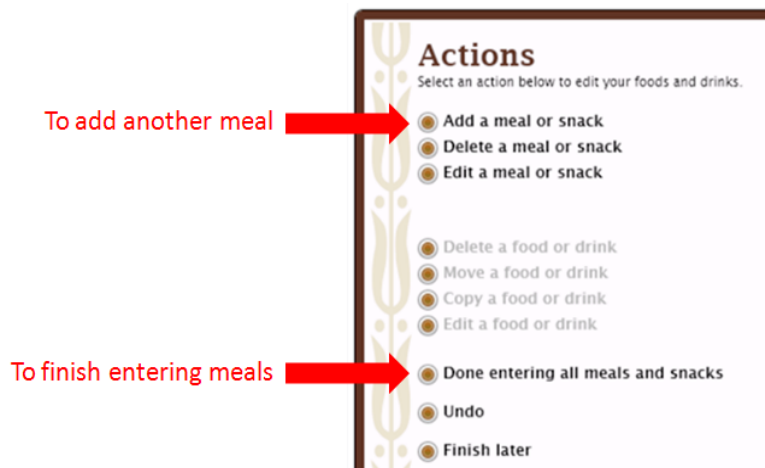 Actions
Select an action below to edit your foods and drinks.
To add another meal
Add a meal or snack
Delete a meal or snack
Edit a meal or snack
Delete a food or drink
Move a food or drink
Copy a food or drink
Edit a food or drink
To finish entering meals
Done entering all meals and snacks
Undo
Finish later